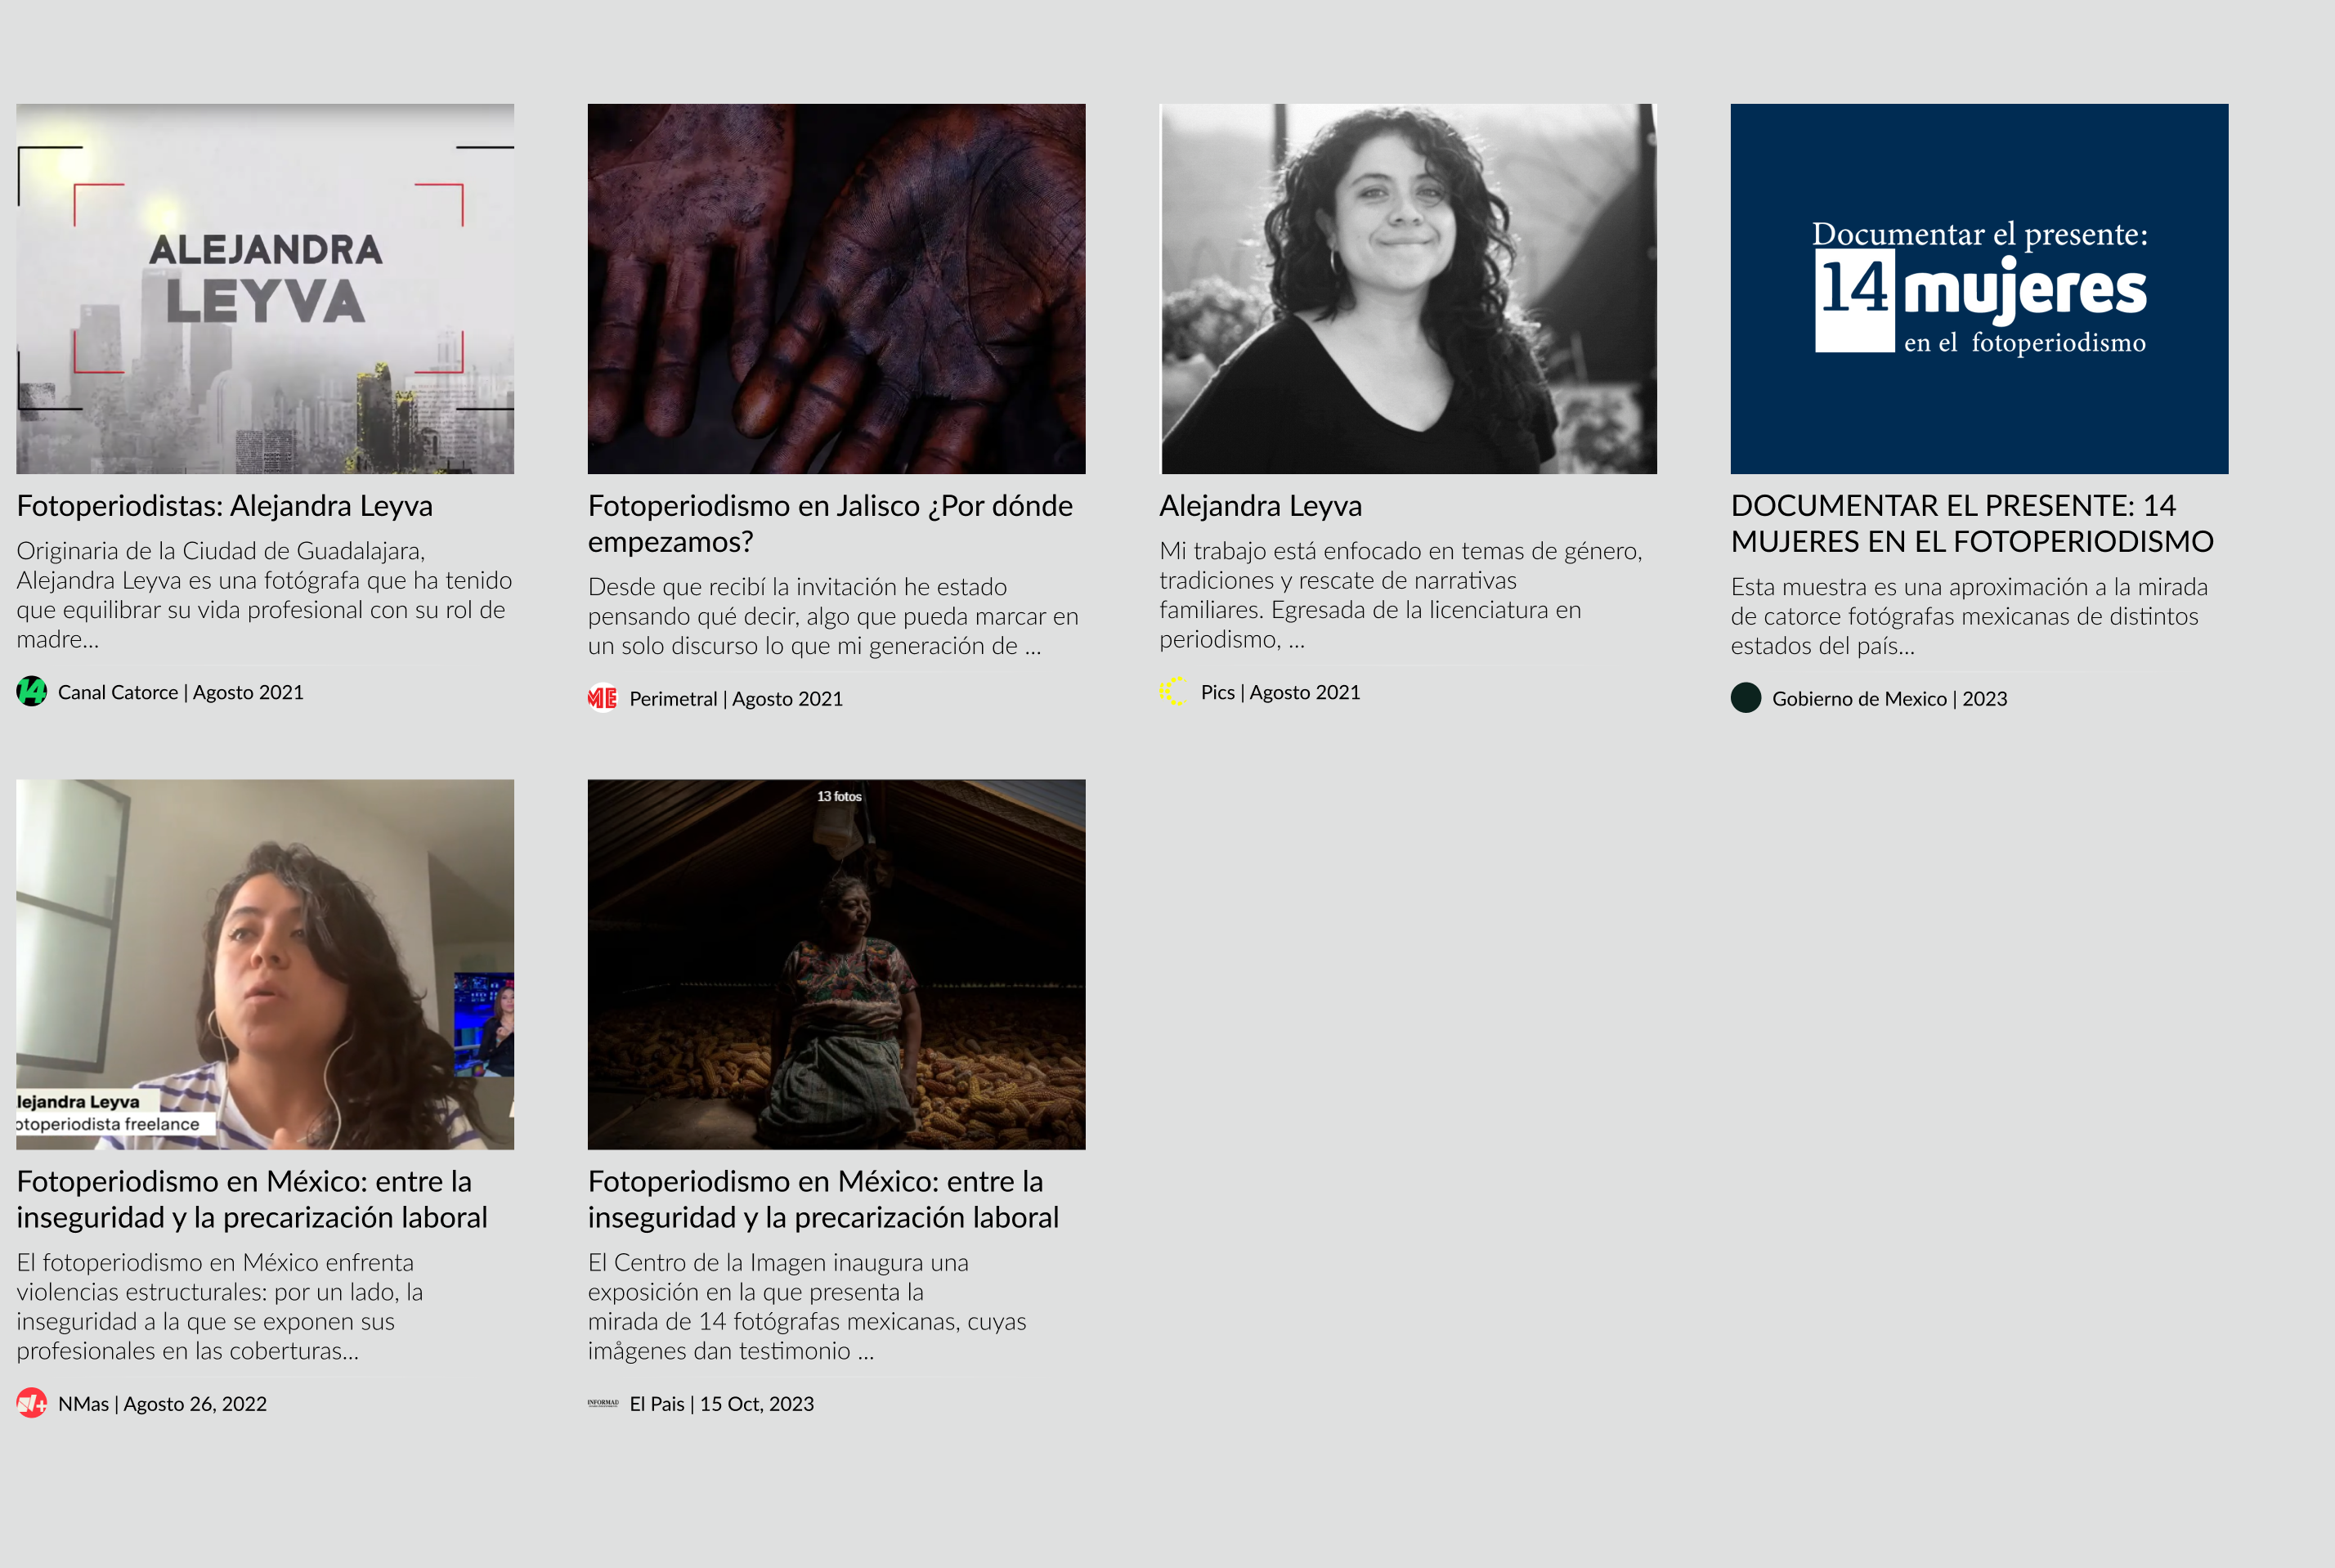 ALEJANDRA
LEYVA
Fotoperiodistas: Alejandra Leyva
Originaria de la Ciudad de Guadalajara,
Alejandra Leyva es una fotógrafa que ha tenido
que equilibrar su vida profesional con su rol de
madre...
14
Canal Catorce | Agosto 2021
Fotoperiodismo en Jalisco ¿Por dónde
empezamos?
Desde que recibí la invitación he estado
pensando qué decir, algo que pueda marcar en
un solo discurso lo que mi generación de ...
ME
Perimetral | Agosto 2021
Alejandra Leyva
Mi trabajo está enfocado en temas de género,
tradiciones y rescate de narrativas
familiares. Egresada de la licenciatura en
periodismo, ...
Pics | Agosto 2021
Documentar el presente:
14 mujeres
en el fotoperiodismo
DOCUMENTAR EL PRESENTE: 14
MUJERES EN EL FOTOPERIODISMO
Esta muestra es una aproximación a la mirada
de catorce fotógrafas mexicanas de distintos
estados del país...
Gobierno de Mexico | 2023
lejandra Leyva
otoperiodista freelance
Fotoperiodismo en México: entre la
inseguridad y la precarización laboral
El fotoperiodismo en México enfrenta
violencias estructurales: por un lado, la
inseguridad a la que se exponen sus
profesionales en las coberturas...
NMas | Agosto 26, 2022
13 fotos
Fotoperiodismo en México: entre la
inseguridad y la precarización laboral
El Centro de la Imagen inaugura una
exposición en la que presenta la
mirada de 14 fotógrafas mexicanas, cuyas
imågenes dan testimonio ...
INFORMAD
El Pais | 15 Oct, 2023